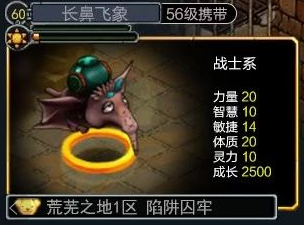 60 长鼻飞象 56级携带
战士系
力量 20
智慧 10
敏捷 14
体质 20
灵力 10
成长 2500
荒芜之地1区 陷阱囚牢